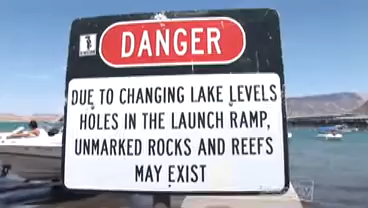 DANGER
DUE TO CHANGING LAKE LEVELS
HOLES IN THE LAUNCH RAMP,
UNMARKED ROCKS AND REEFS
MAY EXIST